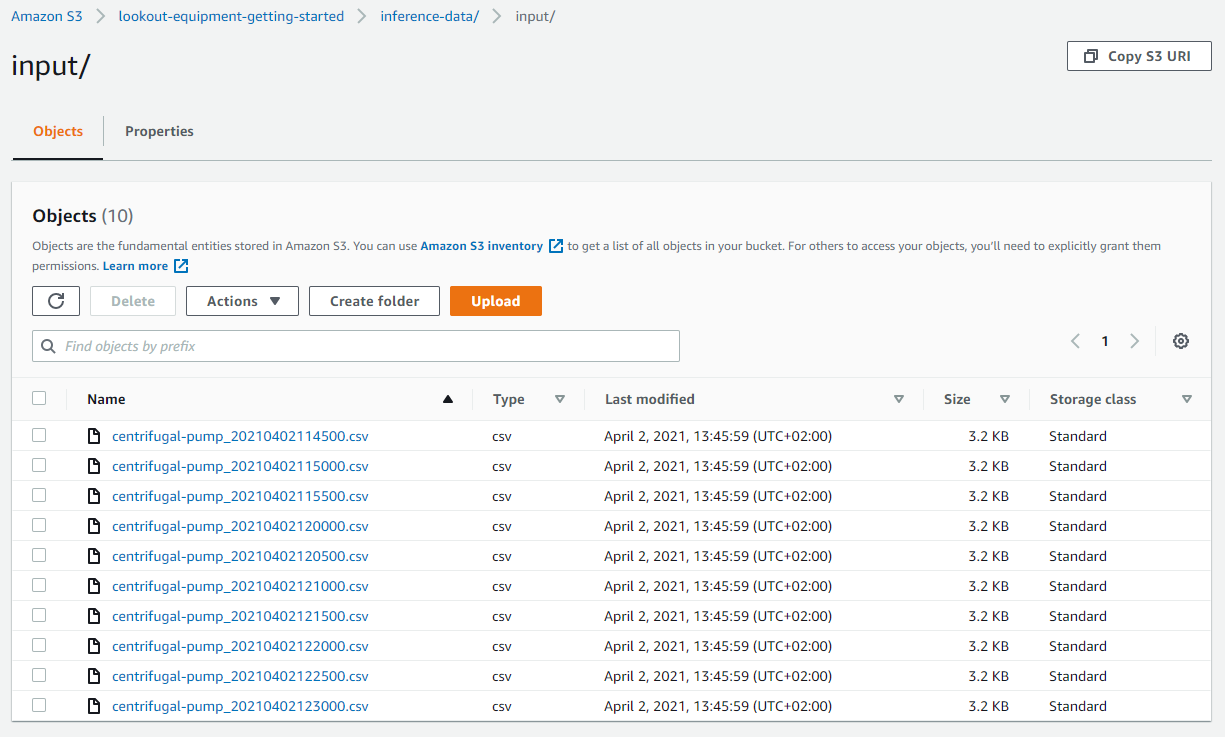 Amazon S3 > lookout-equipment-getting-started > inference-data/ > input/
input/
Copy S3 URI
Objects
Properties
Objects (10)
Objects are the fundamental entities stored in Amazon S3. You can use Amazon S3 inventory to get a list of all objects in your bucket. For others to access your objects, you’ll need to explicitly grant them
permissions. Learn more
Delete Actions Create folder Upload
Find objects by prefix
1
Name Type Last modified Size Storage class
centrifugal-pump_20210402114500.csv csv April 2, 2021, 13:45:59 (UTC+02:00) 3.2 KB Standard
centrifugal-pump_20210402115000.csv csv April 2, 2021, 13:45:59 (UTC+02:00) 3.2 KB Standard
centrifugal-pump_20210402115500.csv csv April 2, 2021, 13:45:59 (UTC+02:00) 3.2 KB Standard
centrifugal-pump_20210402120000.csv csv April 2, 2021, 13:45:59 (UTC+02:00) 3.2 KB Standard
centrifugal-pump_20210402120500.csv csv April 2, 2021, 13:45:59 (UTC+02:00) 3.2 KB Standard
centrifugal-pump_20210402121000.csv csv April 2, 2021, 13:45:59 (UTC+02:00) 3.2 KB Standard
centrifugal-pump_20210402121500.csv csv April 2, 2021, 13:45:59 (UTC+02:00) 3.2 KB Standard
centrifugal-pump_20210402122000.csv csv April 2, 2021, 13:45:59 (UTC+02:00) 3.2 KB Standard
centrifugal-pump_20210402122500.csv csv April 2, 2021, 13:45:59 (UTC+02:00) 3.2 KB Standard
centrifugal-pump_20210402123000.csv csv April 2, 2021, 13:45:59 (UTC+02:00) 3.2 KB Standard